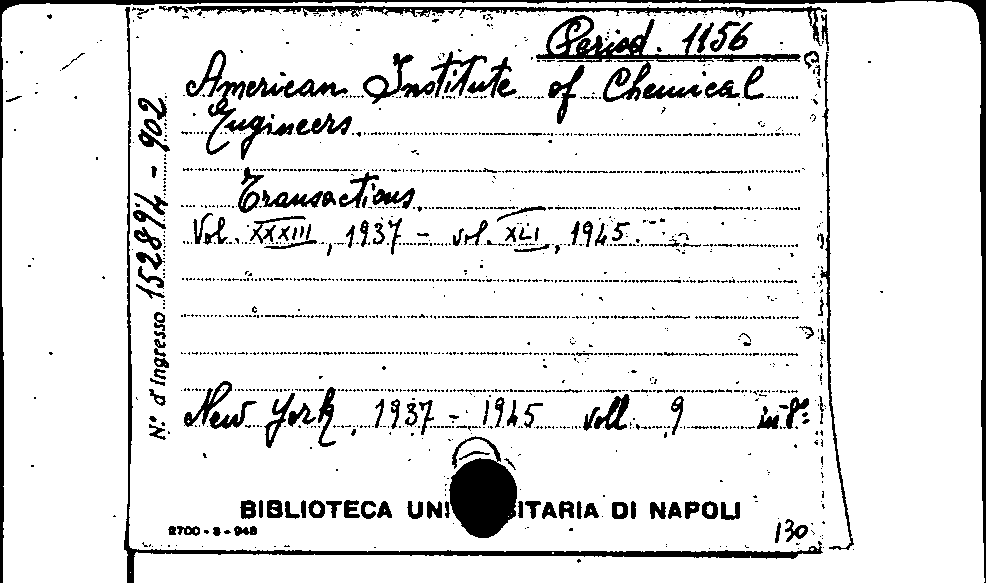 Period. 1156
American Institute of Chemical
Engineers.
Transactions.
Vol. XXXIII, 1937 - vol. XLI, 1945.
New York, 1937 - 1945 voll. 9 in 8º
N.º d'Ingresso 152894 - 902
BIBLIOTECA UNI SITARIA DI NAPOLI
2700 - 8 - 948
130